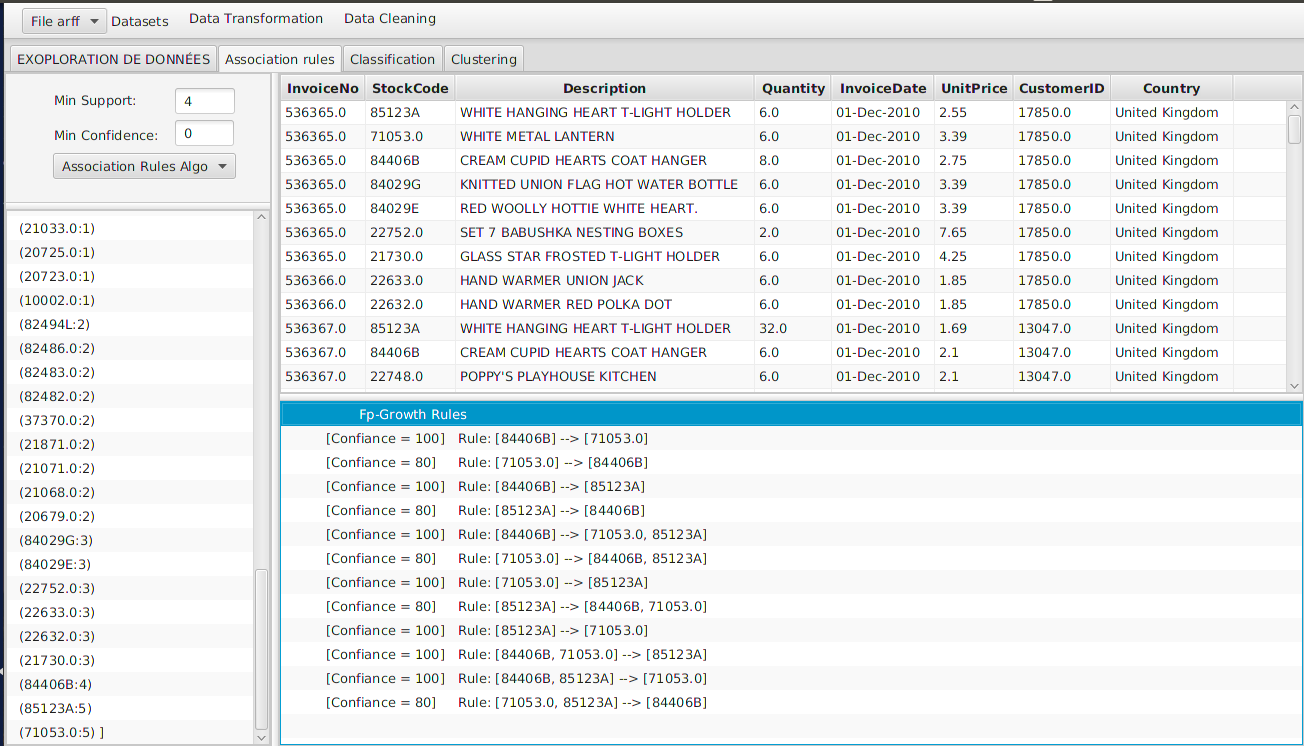 File arff Datasets Data Transformation Data Cleaning
EXOPLORATION DE DONNÉES Association rules Classification Clustering
Min Support: 4
Min Confidence: 0
Association Rules Algo
(21033.0:1)
(20725.0:1)
(20723.0:1)
(10002.0:1)
(82494L:2)
(82486.0:2)
(82483.0:2)
(82482.0:2)
(37370.0:2)
(21871.0:2)
(21071.0:2)
(21068.0:2)
(20679.0:2)
(84029G:3)
(84029E:3)
(22752.0:3)
(22633.0:3)
(22632.0:3)
(21730.0:3)
(84406B:4)
(85123A:5)
(71053.0:5) ]
InvoiceNo StockCode Description Quantity InvoiceDate UnitPrice CustomerID Country
536365.0 85123A WHITE HANGING HEART T-LIGHT HOLDER 6.0 01-Dec-2010 2.55 17850.0 United Kingdom
536365.0 71053.0 WHITE METAL LANTERN 6.0 01-Dec-2010 3.39 17850.0 United Kingdom
536365.0 84406B CREAM CUPID HEARTS COAT HANGER 8.0 01-Dec-2010 2.75 17850.0 United Kingdom
536365.0 84029G KNITTED UNION FLAG HOT WATER BOTTLE 6.0 01-Dec-2010 3.39 17850.0 United Kingdom
536365.0 84029E RED WOOLLY HOTTIE WHITE HEART. 6.0 01-Dec-2010 3.39 17850.0 United Kingdom
536365.0 22752.0 SET 7 BABUSHKA NESTING BOXES 2.0 01-Dec-2010 7.65 17850.0 United Kingdom
536365.0 21730.0 GLASS STAR FROSTED T-LIGHT HOLDER 6.0 01-Dec-2010 4.25 17850.0 United Kingdom
536366.0 22633.0 HAND WARMER UNION JACK 6.0 01-Dec-2010 1.85 17850.0 United Kingdom
536366.0 22632.0 HAND WARMER RED POLKA DOT 6.0 01-Dec-2010 1.85 17850.0 United Kingdom
536367.0 85123A WHITE HANGING HEART T-LIGHT HOLDER 32.0 01-Dec-2010 1.69 13047.0 United Kingdom
536367.0 84406B CREAM CUPID HEARTS COAT HANGER 6.0 01-Dec-2010 2.1 13047.0 United Kingdom
536367.0 22748.0 POPPY'S PLAYHOUSE KITCHEN 6.0 01-Dec-2010 2.1 13047.0 United Kingdom
Fp-Growth Rules
[Confiance = 100] Rule: [84406B] --> [71053.0]
[Confiance = 80] Rule: [71053.0] --> [84406B]
[Confiance = 100] Rule: [84406B] --> [85123A]
[Confiance = 80] Rule: [85123A] --> [84406B]
[Confiance = 100] Rule: [84406B] --> [71053.0, 85123A]
[Confiance = 80] Rule: [71053.0] --> [84406B, 85123A]
[Confiance = 100] Rule: [71053.0] --> [85123A]
[Confiance = 80] Rule: [85123A] --> [84406B, 71053.0]
[Confiance = 100] Rule: [85123A] --> [71053.0]
[Confiance = 100] Rule: [84406B, 71053.0] --> [85123A]
[Confiance = 100] Rule: [84406B, 85123A] --> [71053.0]
[Confiance = 80] Rule: [71053.0, 85123A] --> [84406B]